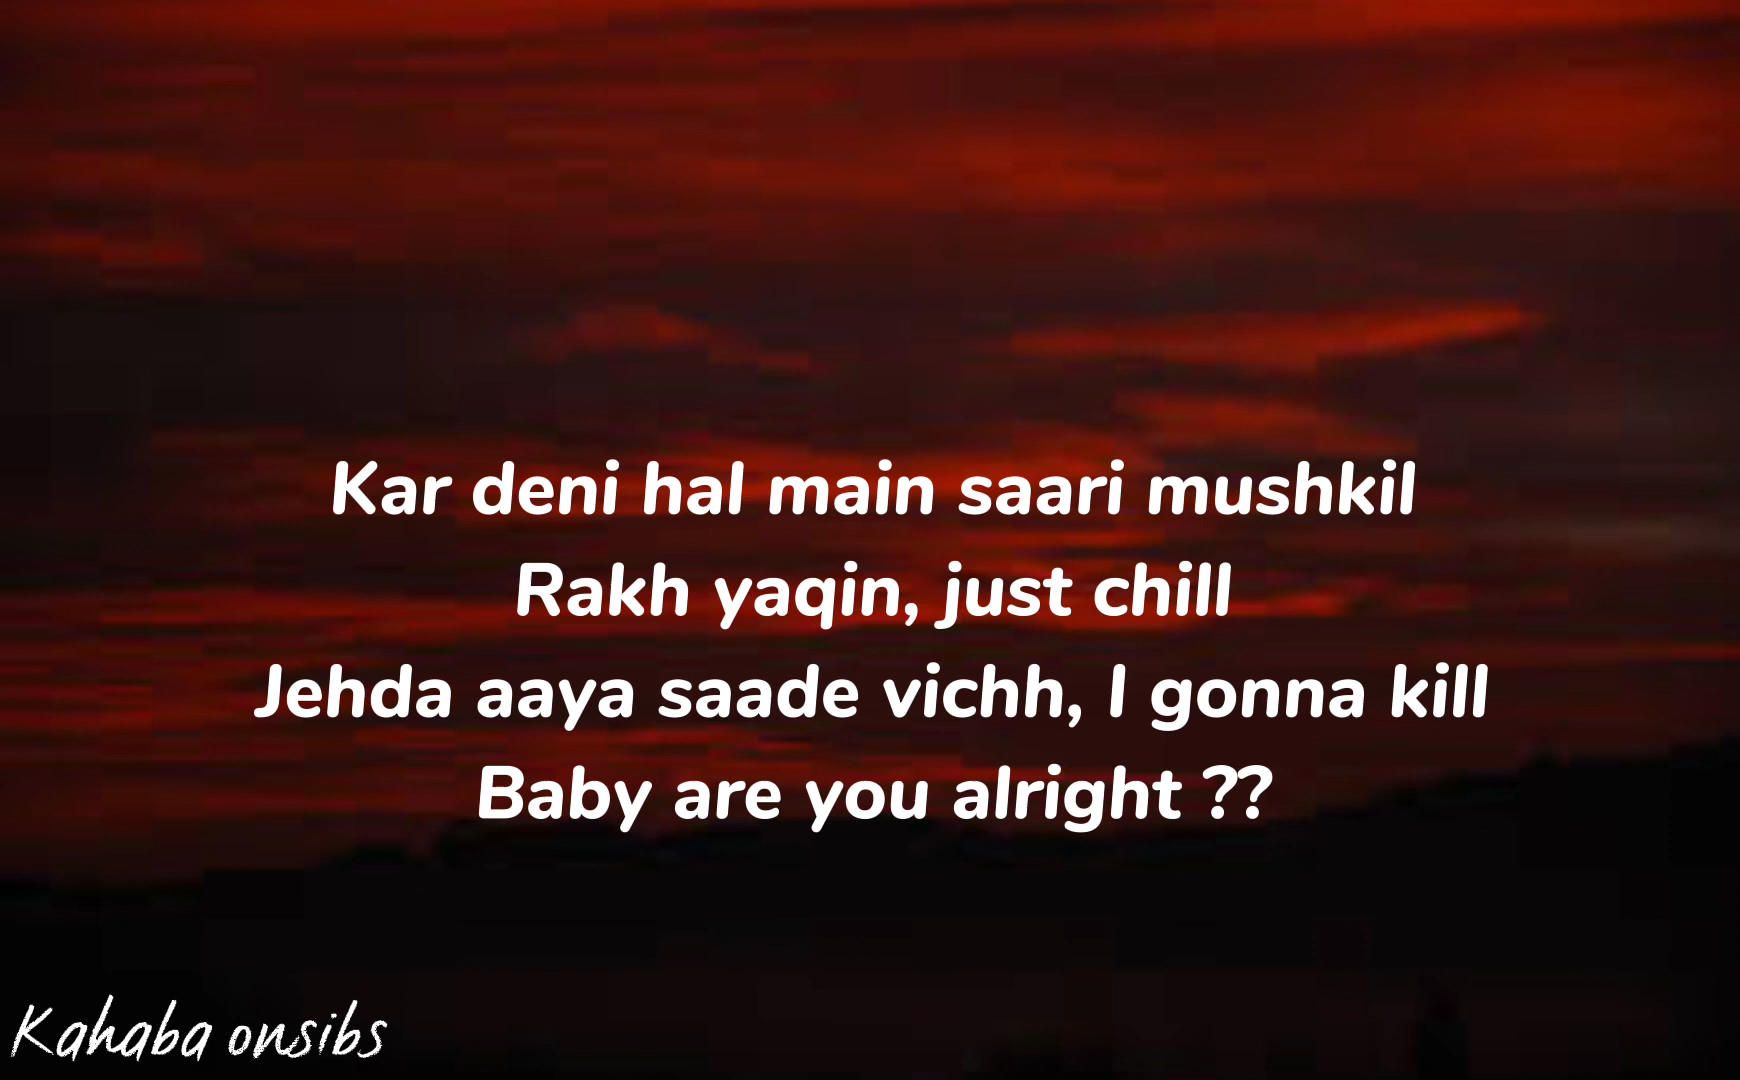 Kar deni hal main saari mushkil
Rakh yaqin, just chill
Jehda aaya saade vichh, I gonna kill
Baby are you alright ??
Kahaba onsibs